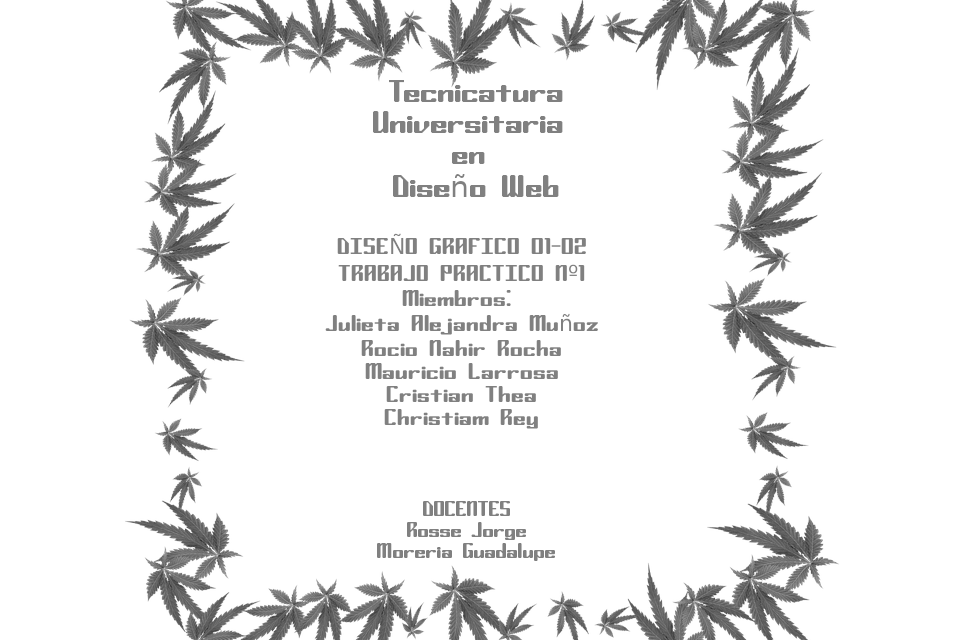 Tecnicatura
Universitaria
en
Diseño Web
DISEÑO GRAFICO 01-02
TRABAJO PRACTICO Nº1
Miembros:
Julieta Alejandra Muñoz
Rocio Nahir Rocha
Mauricio Larrosa
Cristian Thea
Christiam Rey
DOCENTES
Rosse Jorge
Moreria Guadalupe